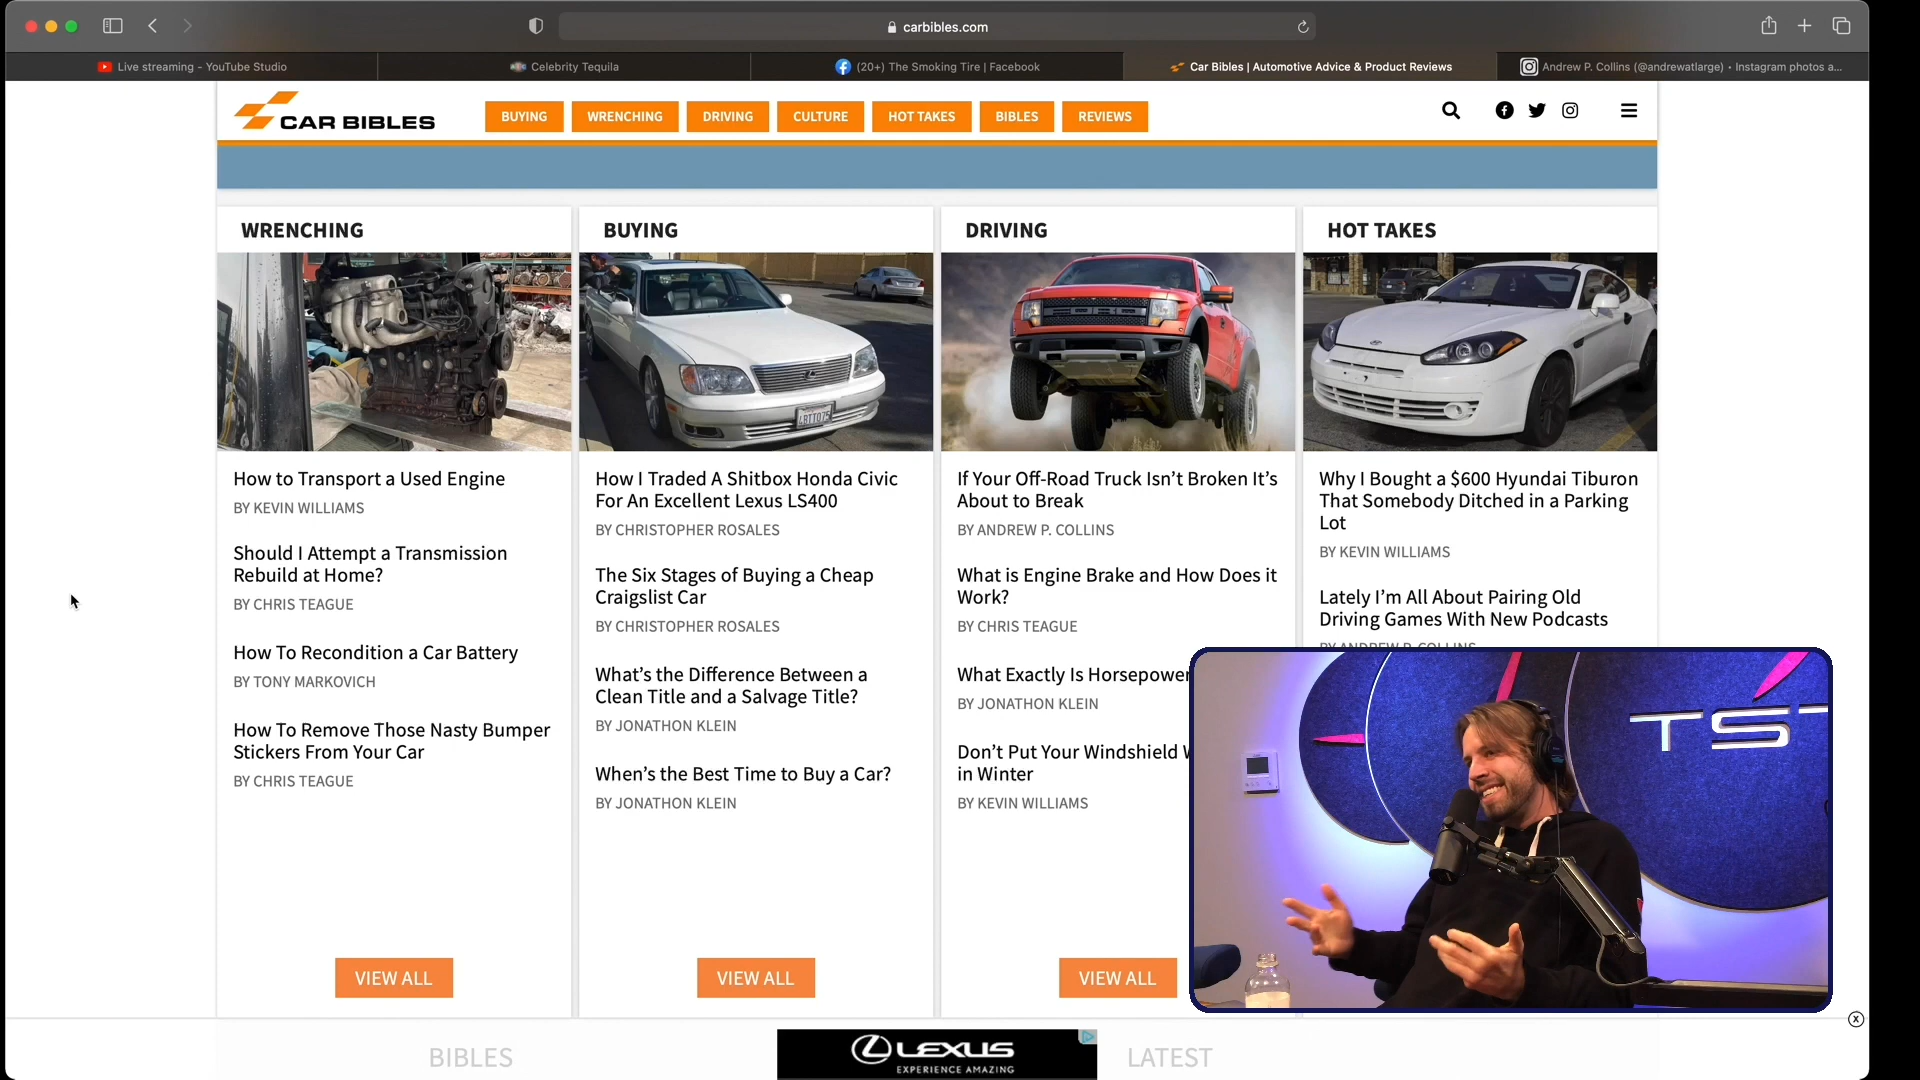 carbibles.com
Live streaming - YouTube Studio
Celebrity Tequila
(20+) The Smoking Tire | Facebook
Car Bibles | Automotive Advice & Product Reviews
Andrew P. Collins (@andrewatlarge) • Instagram photos a...
CAR BIBLES
BUYING
WRENCHING
DRIVING
CULTURE
HOT TAKES
BIBLES
REVIEWS
WRENCHING
How to Transport a Used Engine
BY KEVIN WILLIAMS
Should I Attempt a Transmission
Rebuild at Home?
BY CHRIS TEAGUE
How To Recondition a Car Battery
BY TONY MARKOVICH
How To Remove Those Nasty Bumper
Stickers From Your Car
BY CHRIS TEAGUE
VIEW ALL
BUYING
How I Traded A Shitbox Honda Civic
For An Excellent Lexus LS400
BY CHRISTOPHER ROSALES
The Six Stages of Buying a Cheap
Craigslist Car
BY CHRISTOPHER ROSALES
What's the Difference Between a
Clean Title and a Salvage Title?
BY JONATHON KLEIN
When's the Best Time to Buy a Car?
BY JONATHON KLEIN
VIEW ALL
DRIVING
If Your Off-Road Truck Isn't Broken It's
About to Break
BY ANDREW P. COLLINS
What is Engine Brake and How Does it
Work?
BY CHRIS TEAGUE
What Exactly Is Horsepower
BY JONATHON KLEIN
Don't Put Your Windshield
in Winter
BY KEVIN WILLIAMS
VIEW ALL
HOT TAKES
Why I Bought a $600 Hyundai Tiburon
That Somebody Ditched in a Parking
Lot
BY KEVIN WILLIAMS
Lately I'm All About Pairing Old
Driving Games With New Podcasts
BY ANDREW P. COLLINS
TST
BIBLES
LEXUS
EXPERIENCE AMAZING
LATEST